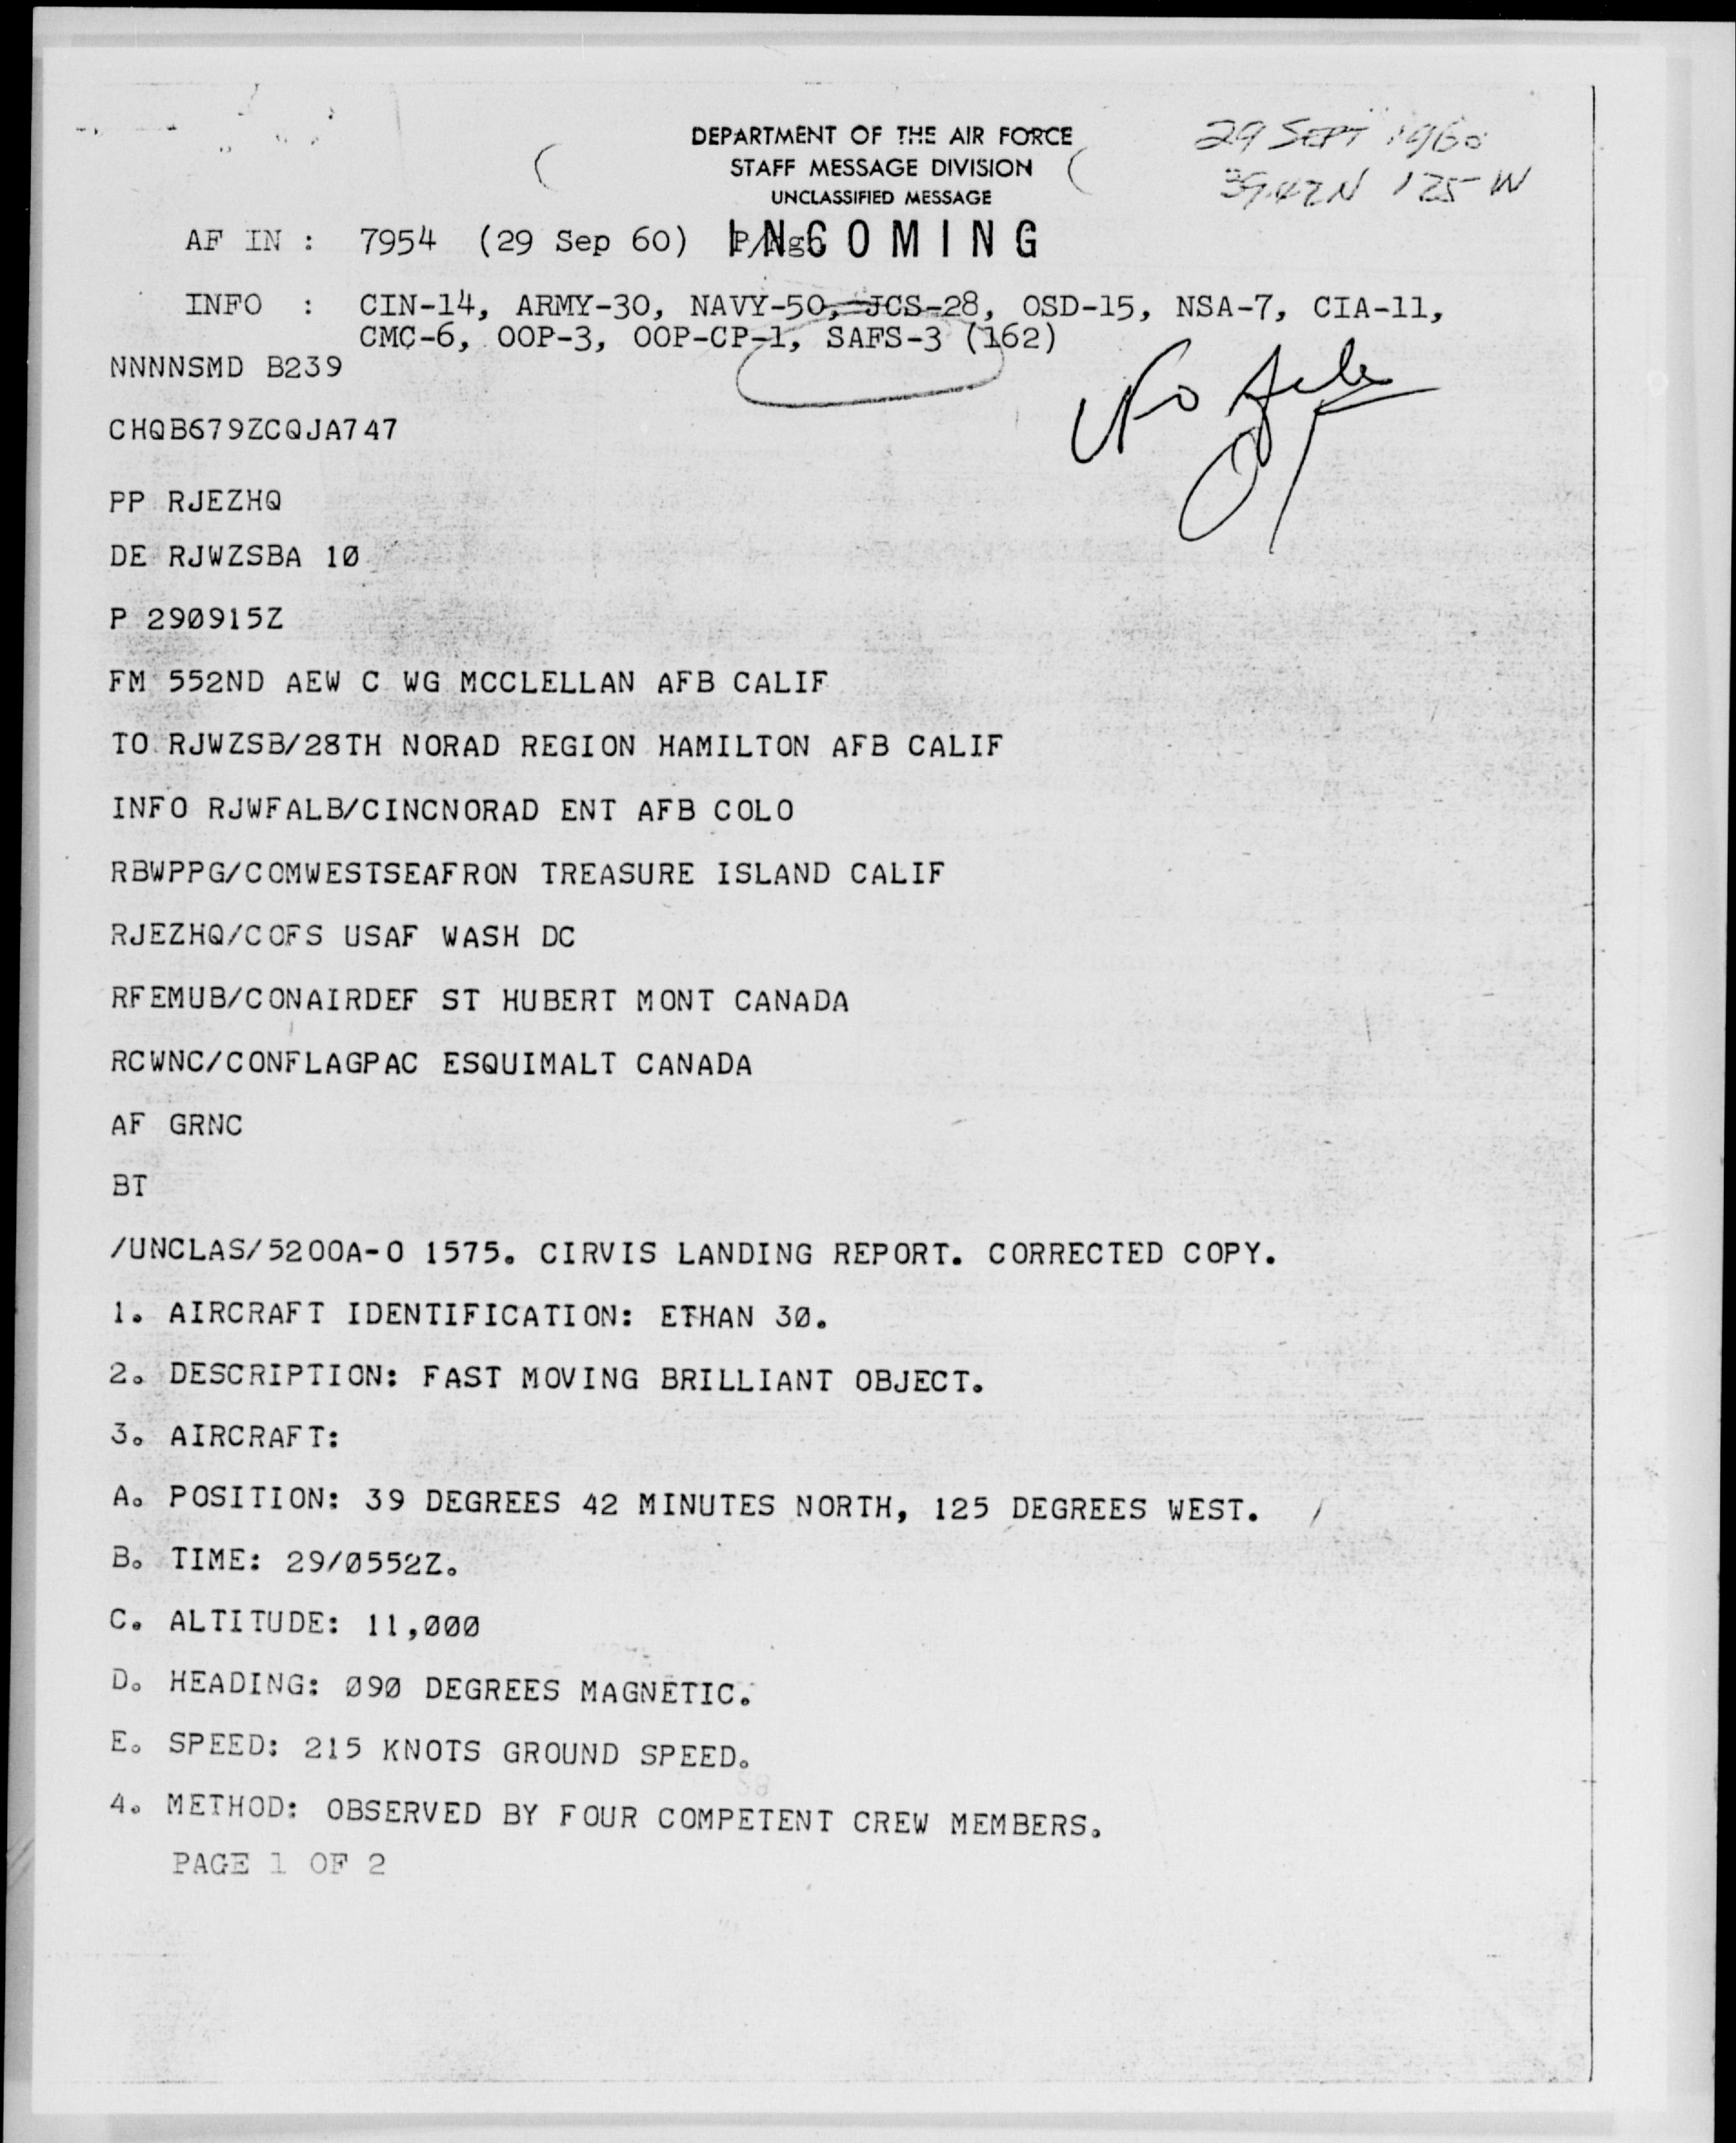 DEPARTMENT OF THE AIR FORCE
STAFF MESSAGE DIVISION
UNCLASSIFIED MESSAGE
INCOMING
29 SEPT 1960
3942N 125 W
AF IN : 7954 (29 Sep 60)
INFO : CIN-14, ARMY-30, NAVY-50, JCS-28, OSD-15, NSA-7, CIA-11,
CMC-6, OOP-3, OOP-CP-1, SAFS-3 (162)
NNNNSMD B239
CHQB679ZCQJA747
PP RJEZHQ
DE RJWZSBA 10
P 290915Z
FM 552ND AEW C WG MCCLELLAN AFB CALIF
TO RJWZSB/28TH NORAD REGION HAMILTON AFB CALIF
INFO RJWFALB/CINCNORAD ENT AFB COLO
RBWPPG/COMWESTSEAFRON TREASURE ISLAND CALIF
RJEZHQ/COFS USAF WASH DC
RFEMUB/CONAIRDEF ST HUBERT MONT CANADA
RCWNC/CONFLAGPAC ESQUIMALT CANADA
AF GRNC
BT
/UNCLAS/5200A-O 1575. CIRVIS LANDING REPORT. CORRECTED COPY.
1. AIRCRAFT IDENTIFICATION: ETHAN 30.
2. DESCRIPTION: FAST MOVING BRILLIANT OBJECT.
3. AIRCRAFT:
A. POSITION: 39 DEGREES 42 MINUTES NORTH, 125 DEGREES WEST.
B. TIME: 29/0552Z.
C. ALTITUDE: 11,000
D. HEADING: 090 DEGREES MAGNETIC.
E. SPEED: 215 KNOTS GROUND SPEED.
4. METHOD: OBSERVED BY FOUR COMPETENT CREW MEMBERS.
PAGE 1 OF 2